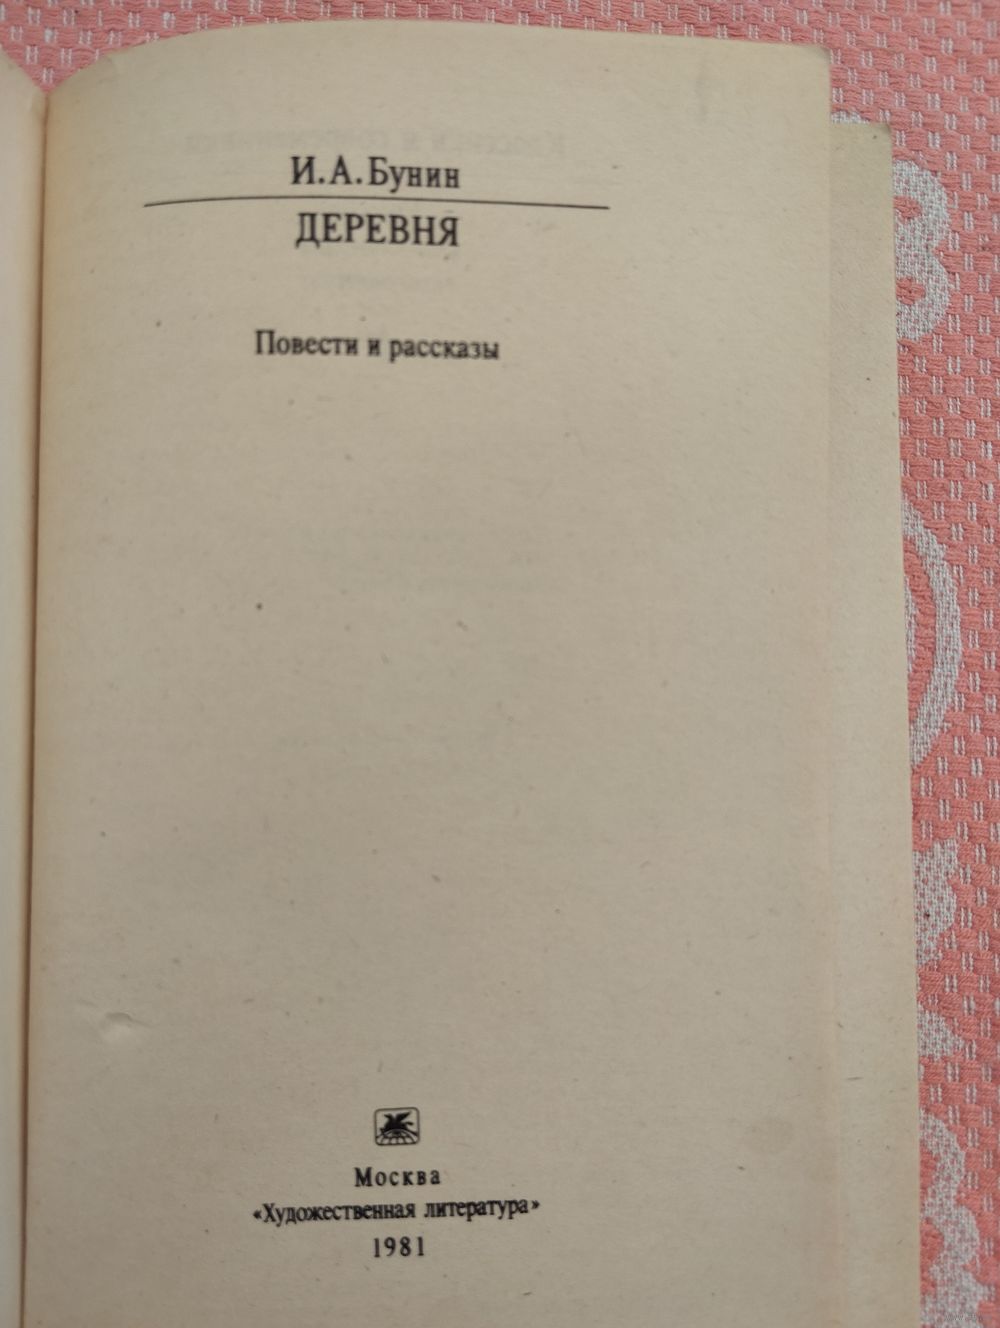 И.А.Бунин
ДЕРЕВНЯ
Повести и рассказы
Москва
«Художественная литература»
1981